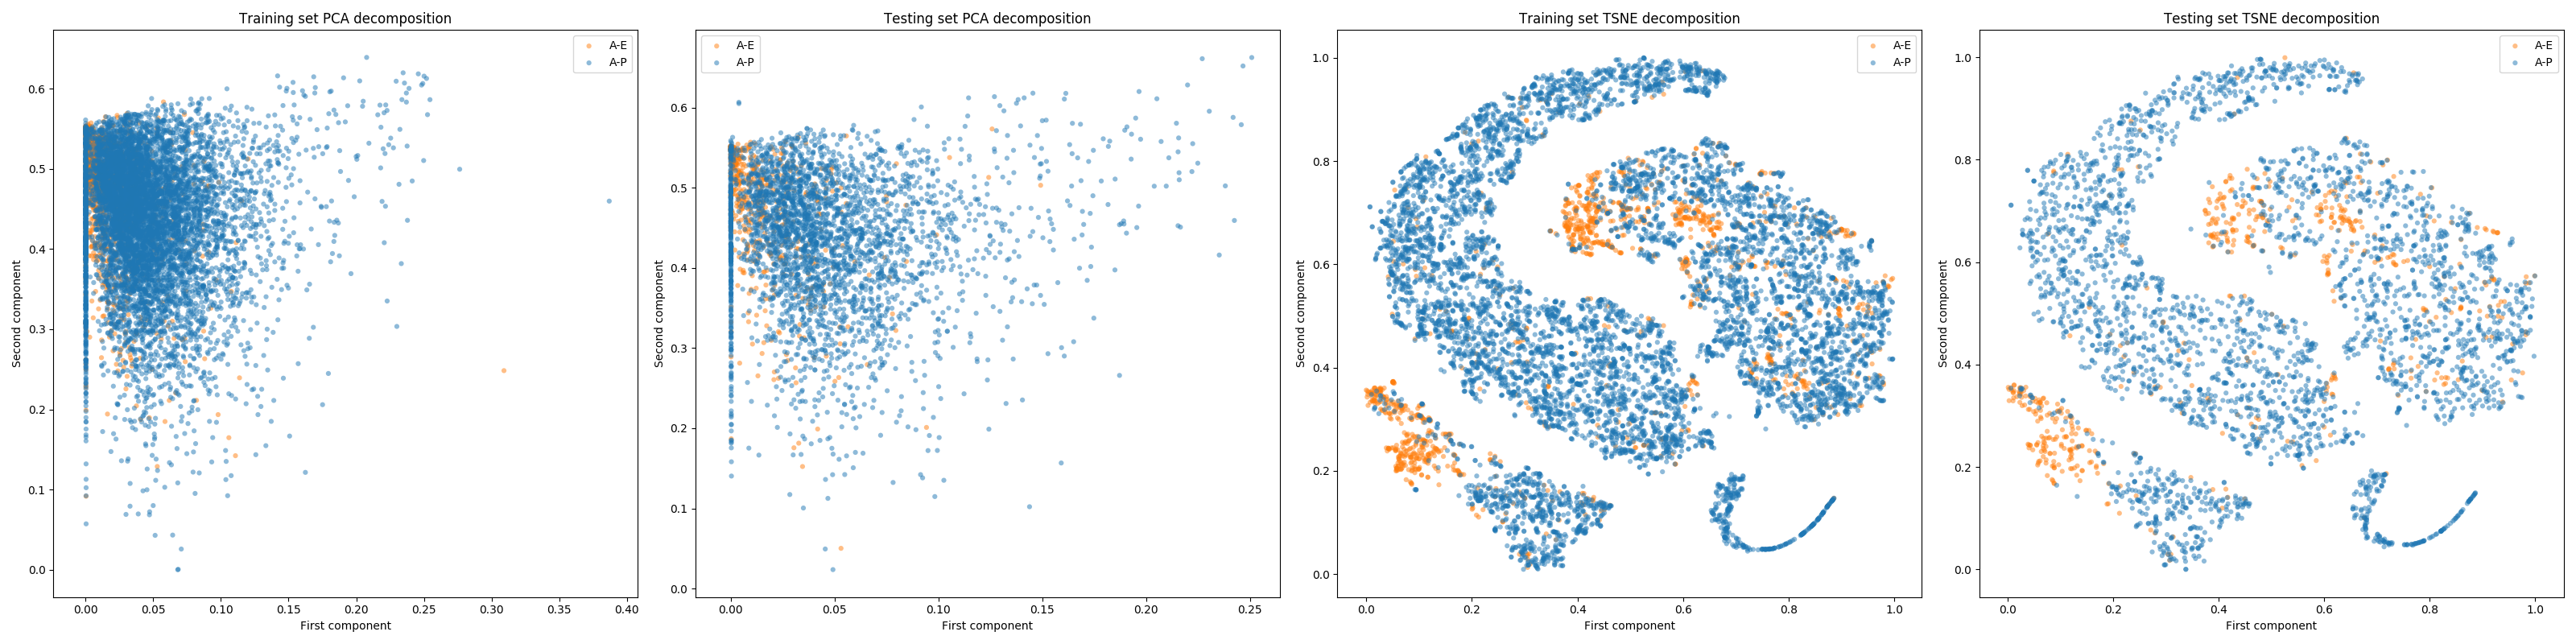 Training set PCA decomposition
A-E
A-P
0.6
0.5
0.4
0.3
0.2
0.1
0.0
Second component
0.00 0.05 0.10 0.15 0.20 0.25 0.30 0.35 0.40
First component
Testing set PCA decomposition
A-E
A-P
0.6
0.5
0.4
0.3
0.2
0.1
0.0
Second component
0.00 0.05 0.10 0.15 0.20 0.25
First component
Training set TSNE decomposition
A-E
A-P
1.0
0.8
0.6
0.4
0.2
0.0
Second component
0.0 0.2 0.4 0.6 0.8 1.0
First component
Testing set TSNE decomposition
A-E
A-P
1.0
0.8
0.6
0.4
0.2
0.0
Second component
0.0 0.2 0.4 0.6 0.8 1.0
First component